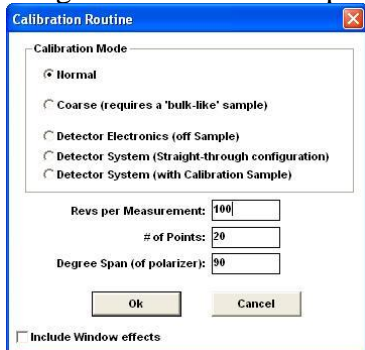 Calibration Routine
Calibration Mode
Normal
Coarse (requires a 'bulk-like' sample)
Detector Electronics (off Sample)
Detector System (Straight-through configuration)
Detector System (with Calibration Sample)
Revs per Measurement: 100
# of Points: 20
Degree Span (of polarizer): 90
Ok Cancel
Include Window effects